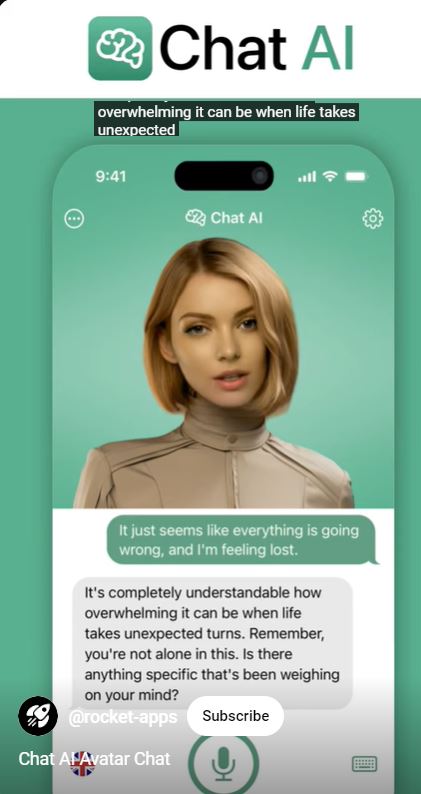 Chat AI
overwhelming it can be when life takes
unexpected
9:41
Chat AI
It just seems like everything is going
wrong, and I'm feeling lost.
It's completely understandable how
overwhelming it can be when life
takes unexpected turns. Remember,
you're not alone in this. Is there
anything specific that's been weighing
on your mind?
@rocket-apps Subscribe
Chat AI Avatar Chat